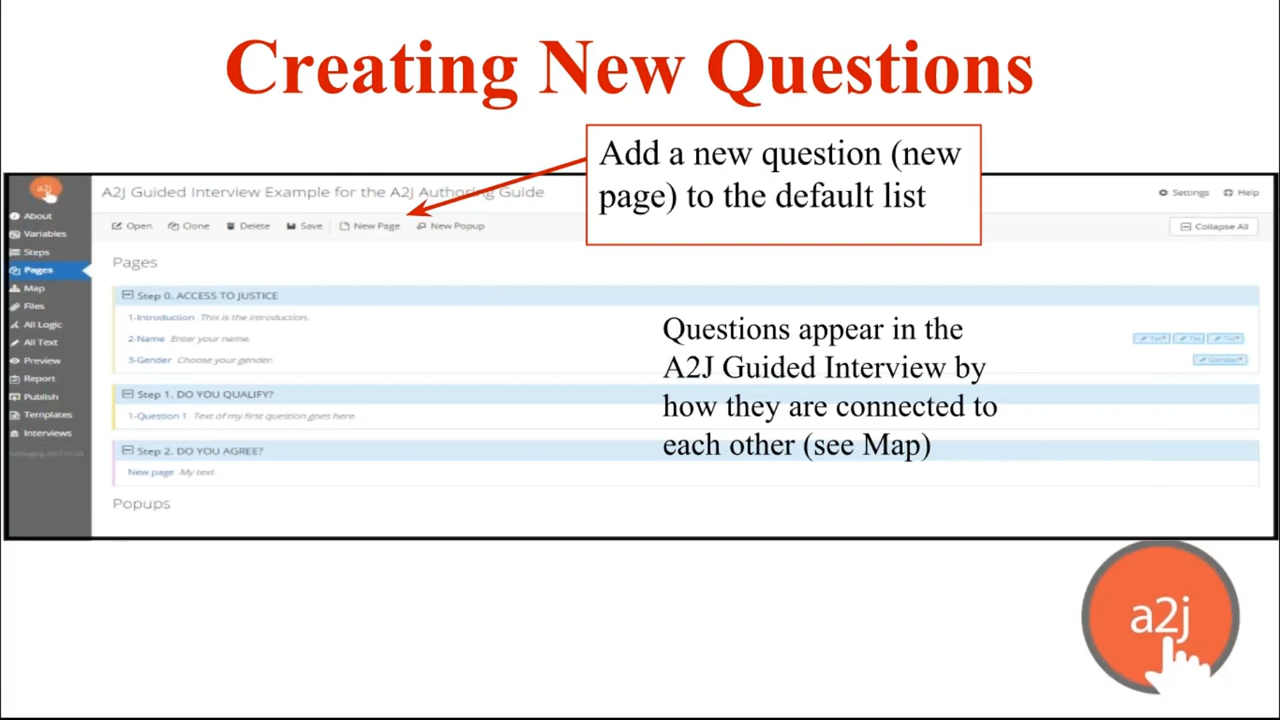 Creating New Questions
Add a new question (new
page) to the default list
a2j
A2J Guided Interview Example for the A2J Authoring Guide
Settings
Help
About
Variables
Steps
Pages
Map
Files
All Logic
All Text
Preview
Report
Publish
Templates
Interviews
Open
Clone
Delete
Save
New Page
New Popup
Collapse All
Pages
Step 0. ACCESS TO JUSTICE
1-Introduction This is the introduction.
2-Name Enter your name.
3-Gender Choose your gender.
Gender*
Step 1. DO YOU QUALIFY?
1-Question 1 Text of my first question goes here.
Step 2. DO YOU AGREE?
New page My text
Popups
Questions appear in the
A2J Guided Interview by
how they are connected to
each other (see Map)
a2j